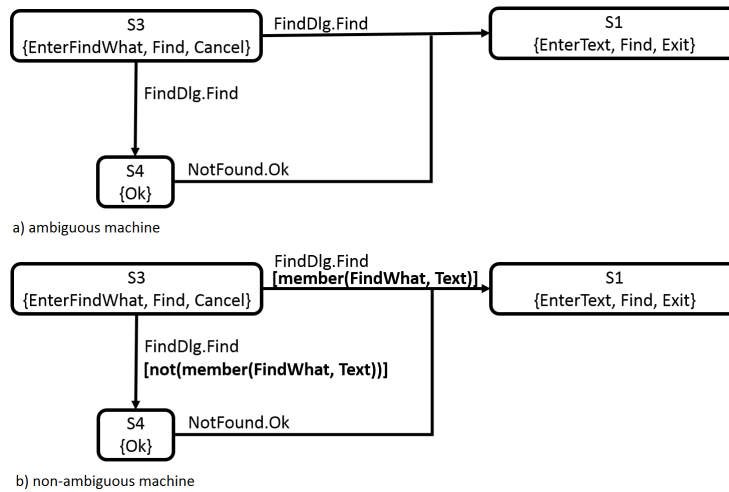 S3
{EnterFindWhat, Find, Cancel}
FindDlg.Find
S1
{EnterText, Find, Exit}
FindDlg.Find
S4
{Ok}
NotFound.Ok
a) ambiguous machine
S3
{EnterFindWhat, Find, Cancel}
FindDlg.Find
[member(FindWhat, Text)]
S1
{EnterText, Find, Exit}
FindDlg.Find
[not(member(FindWhat, Text))]
S4
{Ok}
NotFound.Ok
b) non-ambiguous machine